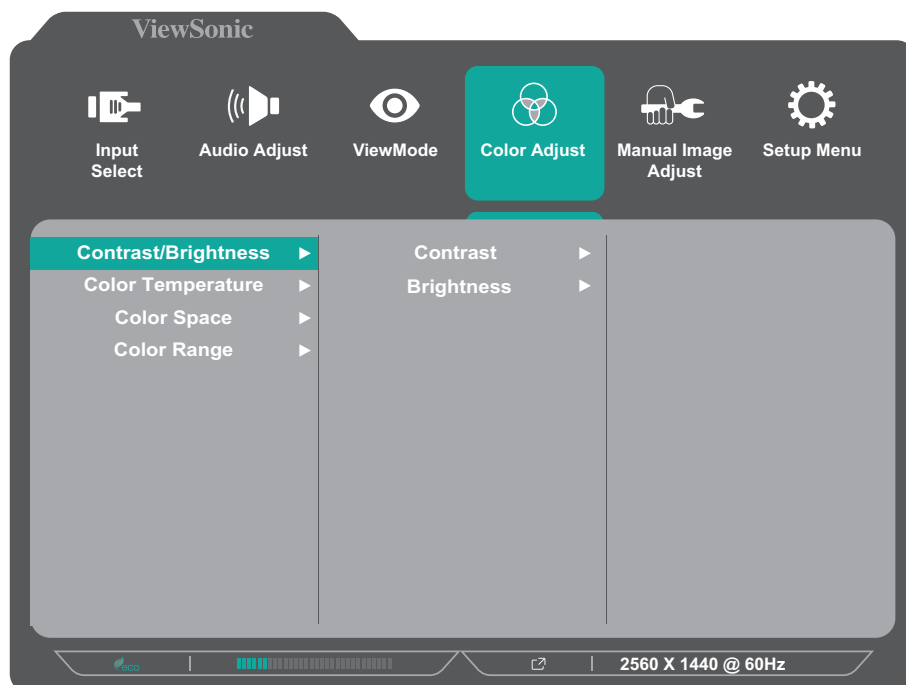 ViewSonic
Input Select
Audio Adjust
ViewMode
Color Adjust
Manual Image Adjust
Setup Menu
Contrast/Brightness
Contrast
Color Temperature
Brightness
Color Space
Color Range
eco
2560 X 1440 @ 60Hz